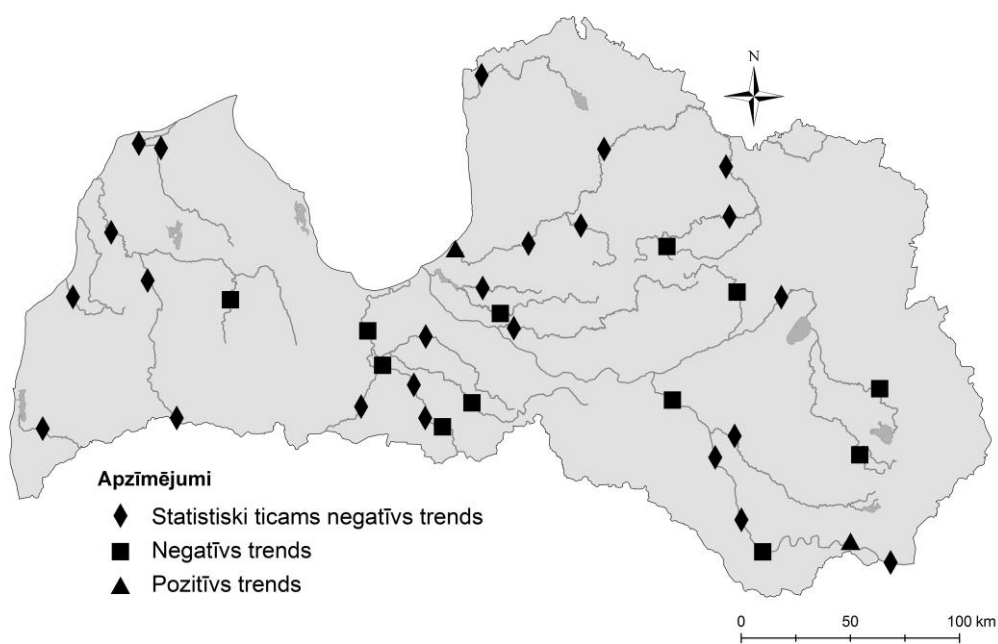 N
Apzīmējumi
Statistiski ticams negatīvs trends
Negatīvs trends
Pozitīvs trends
0 50 100 km